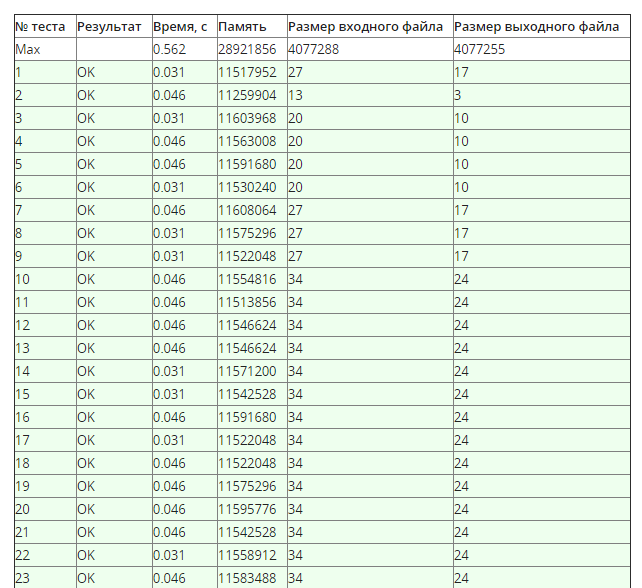 № теста Результат Время, с Память Размер входного файла Размер выходного файла
Max 0.562 28921856 4077288 4077255
1 OK 0.031 11517952 27 17
2 OK 0.046 11259904 13 3
3 OK 0.031 11603968 20 10
4 OK 0.046 11563008 20 10
5 OK 0.046 11591680 20 10
6 OK 0.031 11530240 20 10
7 OK 0.046 11608064 27 17
8 OK 0.031 11575296 27 17
9 OK 0.031 11522048 27 17
10 OK 0.046 11554816 34 24
11 OK 0.046 11513856 34 24
12 OK 0.046 11546624 34 24
13 OK 0.046 11546624 34 24
14 OK 0.031 11571200 34 24
15 OK 0.031 11542528 34 24
16 OK 0.046 11591680 34 24
17 OK 0.031 11522048 34 24
18 OK 0.046 11522048 34 24
19 OK 0.046 11575296 34 24
20 OK 0.046 11595776 34 24
21 OK 0.046 11542528 34 24
22 OK 0.031 11558912 34 24
23 OK 0.046 11583488 34 24